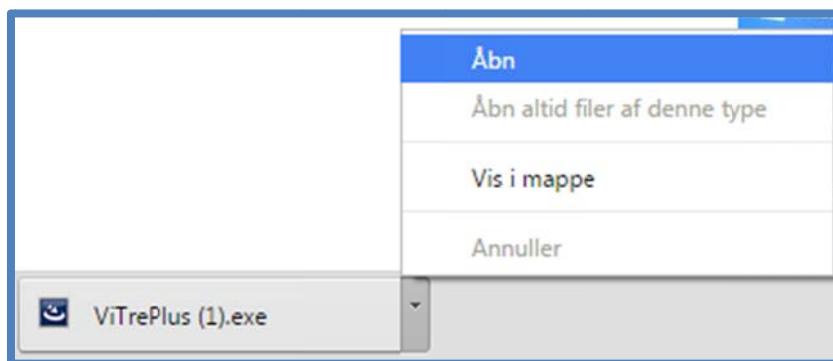 Åbn
Åbn altid filer af denne type
Vis i mappe
Annuller
ViTrePlus (1).exe